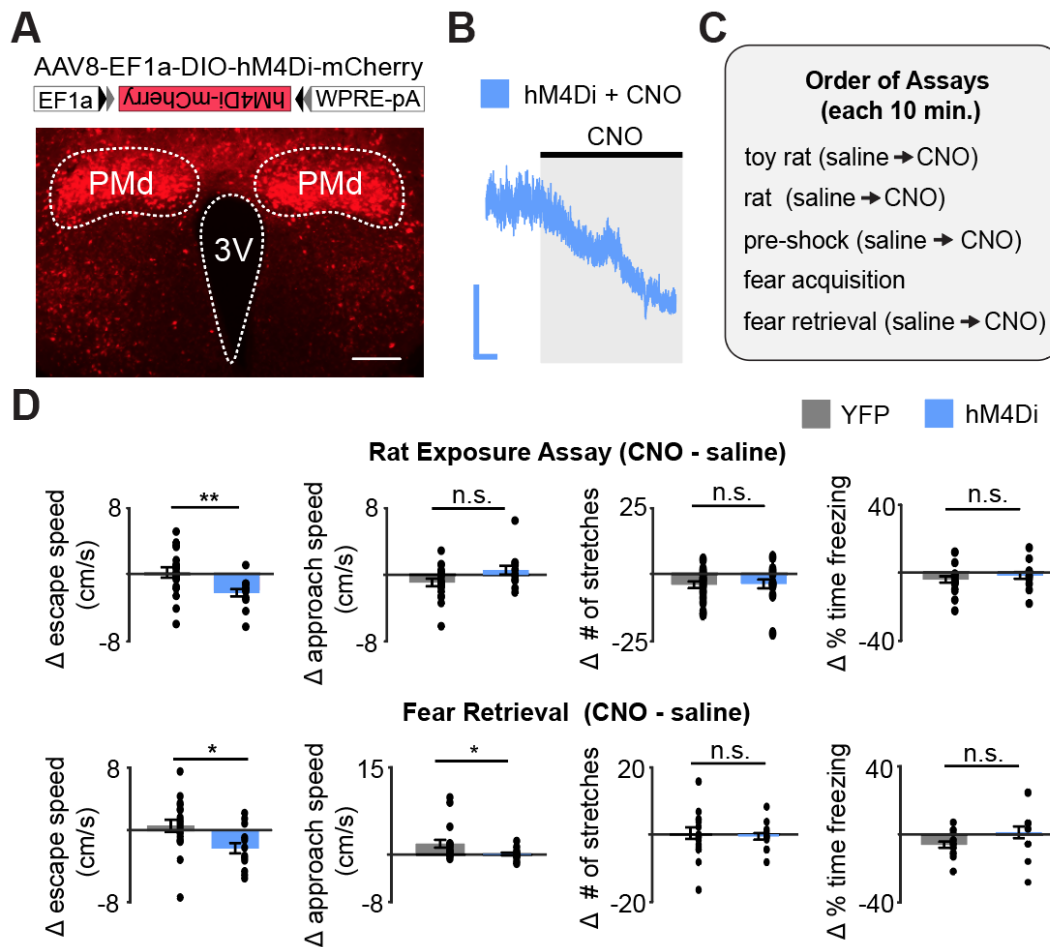 A
AAV8-EF1a-DIO-hM4Di-mCherry
EF1a
hM4Di-mCherry
WPRE-pA
PMd
PMd
3V
B
hM4Di + CNO
CNO
C
Order of Assays
(each 10 min.)
toy rat (saline → CNO)
rat (saline → CNO)
pre-shock (saline → CNO)
fear acquisition
fear retrieval (saline → CNO)
D
YFP
hM4Di
Rat Exposure Assay (CNO - saline)
Δ escape speed
(cm/s)
8
-8
**
Δ approach speed
(cm/s)
8
-8
n.s.
Δ # of stretches
25
-25
n.s.
Δ % time freezing
40
-40
n.s.
Fear Retrieval (CNO - saline)
Δ escape speed
(cm/s)
8
-8
*
Δ approach speed
(cm/s)
15
-8
*
Δ # of stretches
20
-20
n.s.
Δ % time freezing
40
-40
n.s.